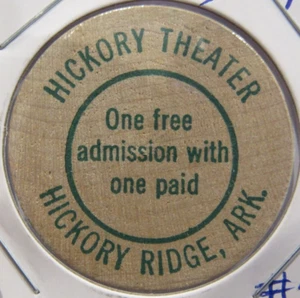 HICKORY THEATER
One free
admission with
one paid
HICKORY RIDGE, ARK.
#